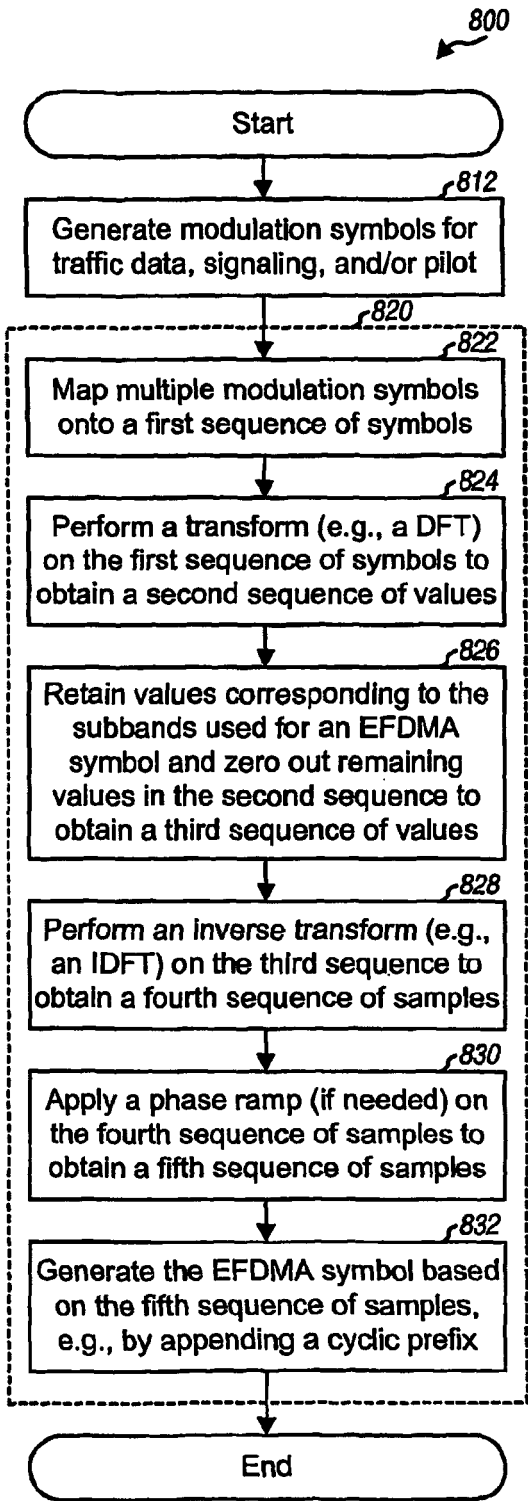 800
Start
812
Generate modulation symbols for
traffic data, signaling, and/or pilot
820
822
Map multiple modulation symbols
onto a first sequence of symbols
824
Perform a transform (e.g., a DFT)
on the first sequence of symbols to
obtain a second sequence of values
826
Retain values corresponding to the
subbands used for an EFDMA
symbol and zero out remaining
values in the second sequence to
obtain a third sequence of values
828
Perform an inverse transform (e.g.,
an IDFT) on the third sequence to
obtain a fourth sequence of samples
830
Apply a phase ramp (if needed) on
the fourth sequence of samples to
obtain a fifth sequence of samples
832
Generate the EFDMA symbol based
on the fifth sequence of samples,
e.g., by appending a cyclic prefix
End